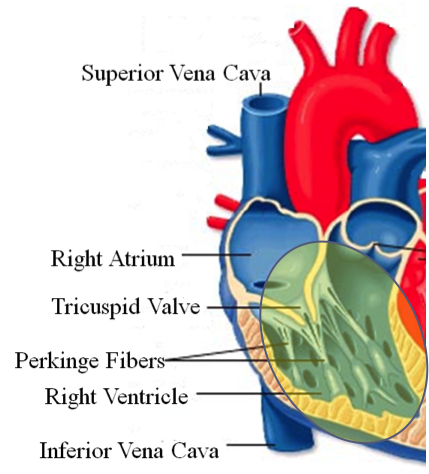 Superior Vena Cava
Right Atrium
Tricuspid Valve
Perkinge Fibers
Right Ventricle
Inferior Vena Cava